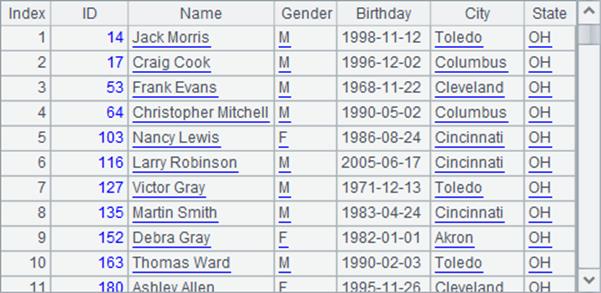 Index ID Name Gender Birthday City State
1 14 Jack Morris M 1998-11-12 Toledo OH
2 17 Craig Cook M 1996-12-02 Columbus OH
3 53 Frank Evans M 1968-11-22 Cleveland OH
4 64 Christopher Mitchell M 1990-05-02 Columbus OH
5 103 Nancy Lewis F 1986-08-24 Cincinnati OH
6 116 Larry Robinson M 2005-06-17 Cincinnati OH
7 127 Victor Gray M 1971-12-13 Toledo OH
8 135 Martin Smith M 1983-04-24 Cincinnati OH
9 152 Debra Gray F 1982-01-01 Akron OH
10 163 Thomas Ward M 1990-02-03 Toledo OH
11 180 Ashley Allen F 1995-11-26 Cleveland OH